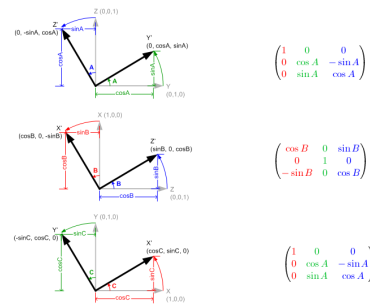 Z (0,0,1)
Z'
(0, -sinA, cosA)
sinA
Y'
(0, cosA, sinA)
cosA
sinA
A
A
Y
cosA
(0,1,0)
1 0 0
0 cos A − sin A
0 sin A cos A
X (1,0,0)
X'
(cosB, 0, -sinB)
sinB
Z'
(sinB, 0, cosB)
cosB
sinB
B
B
Z
cosB
(0,0,1)
cos B 0 sin B
0 1 0
− sin B 0 cos B
Y (0,1,0)
Y'
(-sinC, cosC, 0)
sinC
X'
(cosC, sinC, 0)
cosC
sinC
C
C
X
cosC
(1,0,0)
1 0 0
0 cos A − sin A
0 sin A cos A